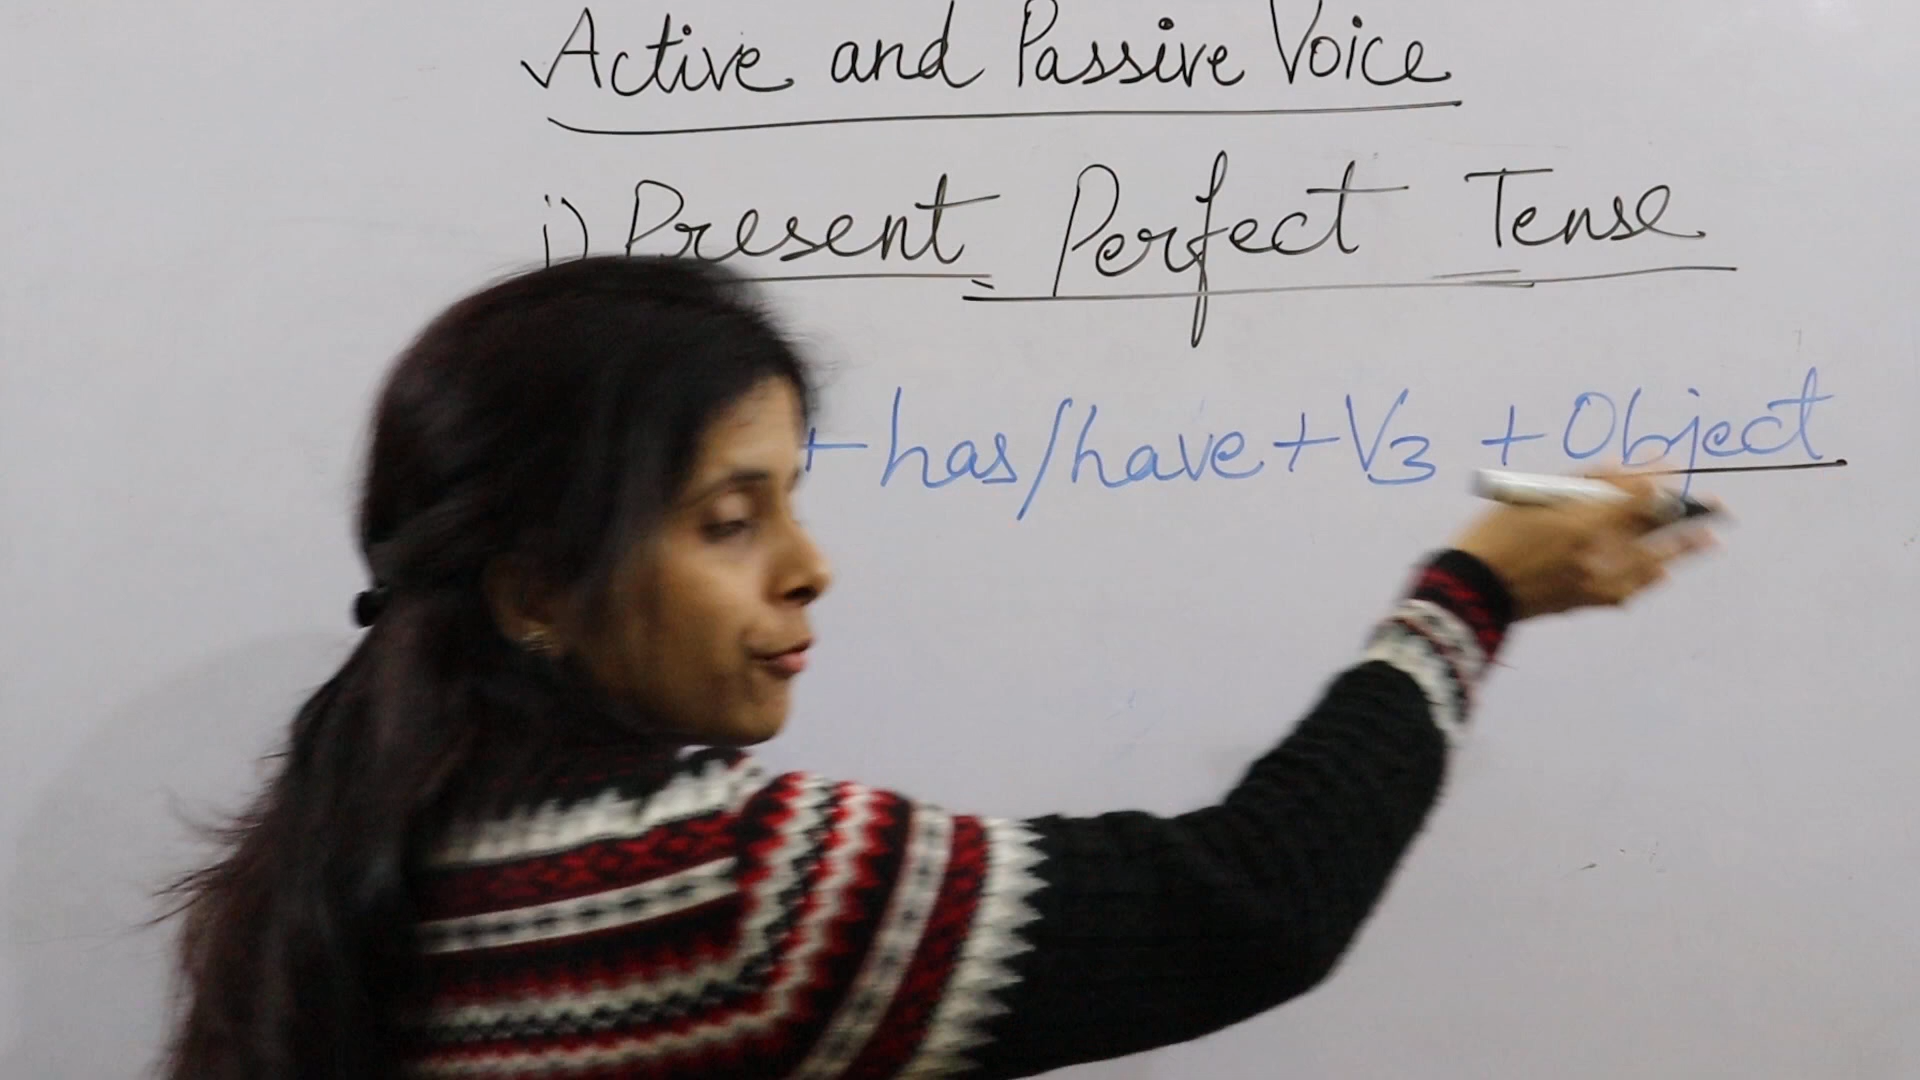 Active and Passive Voice
i) Present Perfect Tense
+ has/have + V3 + Object